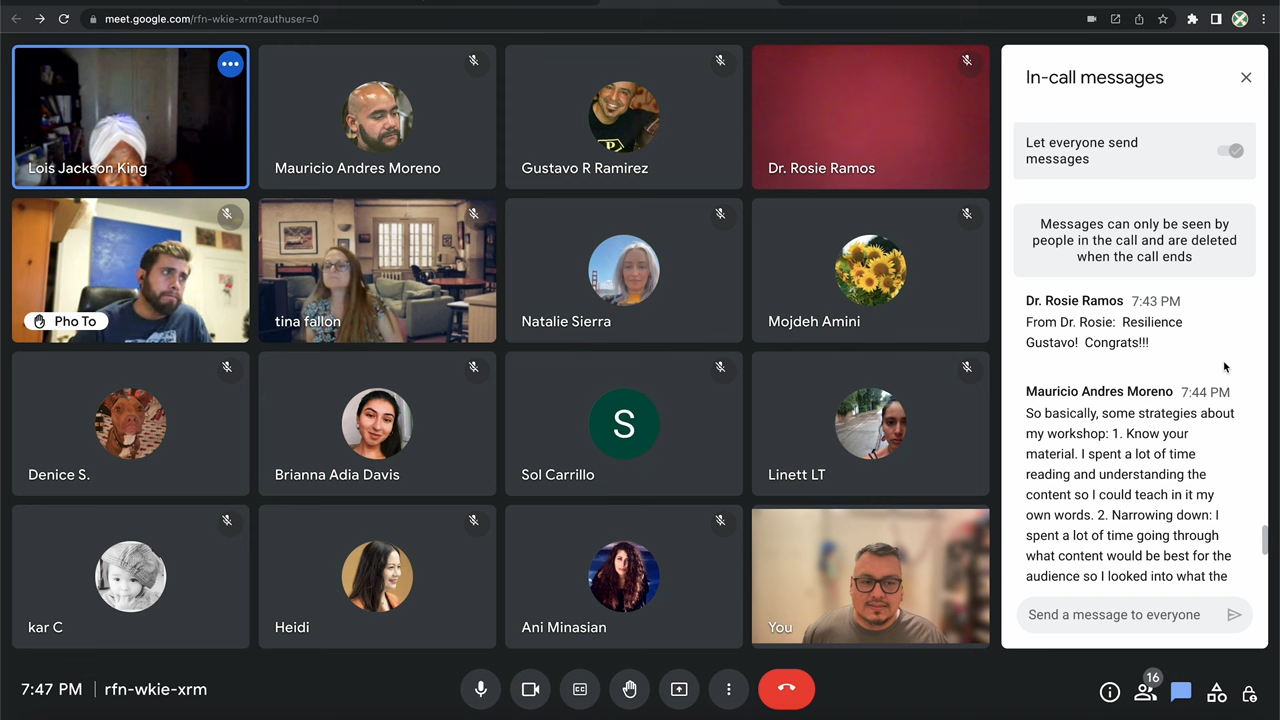 meet.google.com/rfn-wkie-xrm?authuser=0
Lois Jackson King
Mauricio Andres Moreno
Gustavo R Ramirez
P
Dr. Rosie Ramos
Pho To
tina fallon
Natalie Sierra
Mojdeh Amini
Denice S.
Brianna Adia Davis
S
Sol Carrillo
Linett LT
kar C
Heidi
Ani Minasian
You
In-call messages
Let everyone send
messages
Messages can only be seen by
people in the call and are deleted
when the call ends
Dr. Rosie Ramos 7:43 PM
From Dr. Rosie: Resilience
Gustavo! Congrats!!!
Mauricio Andres Moreno 7:44 PM
So basically, some strategies about
my workshop: 1. Know your
material. I spent a lot of time
reading and understanding the
content so I could teach in it my
own words. 2. Narrowing down: I
spent a lot of time going through
what content would be best for the
audience so I looked into what the
Send a message to everyone
7:47 PM | rfn-wkie-xrm
CC
16